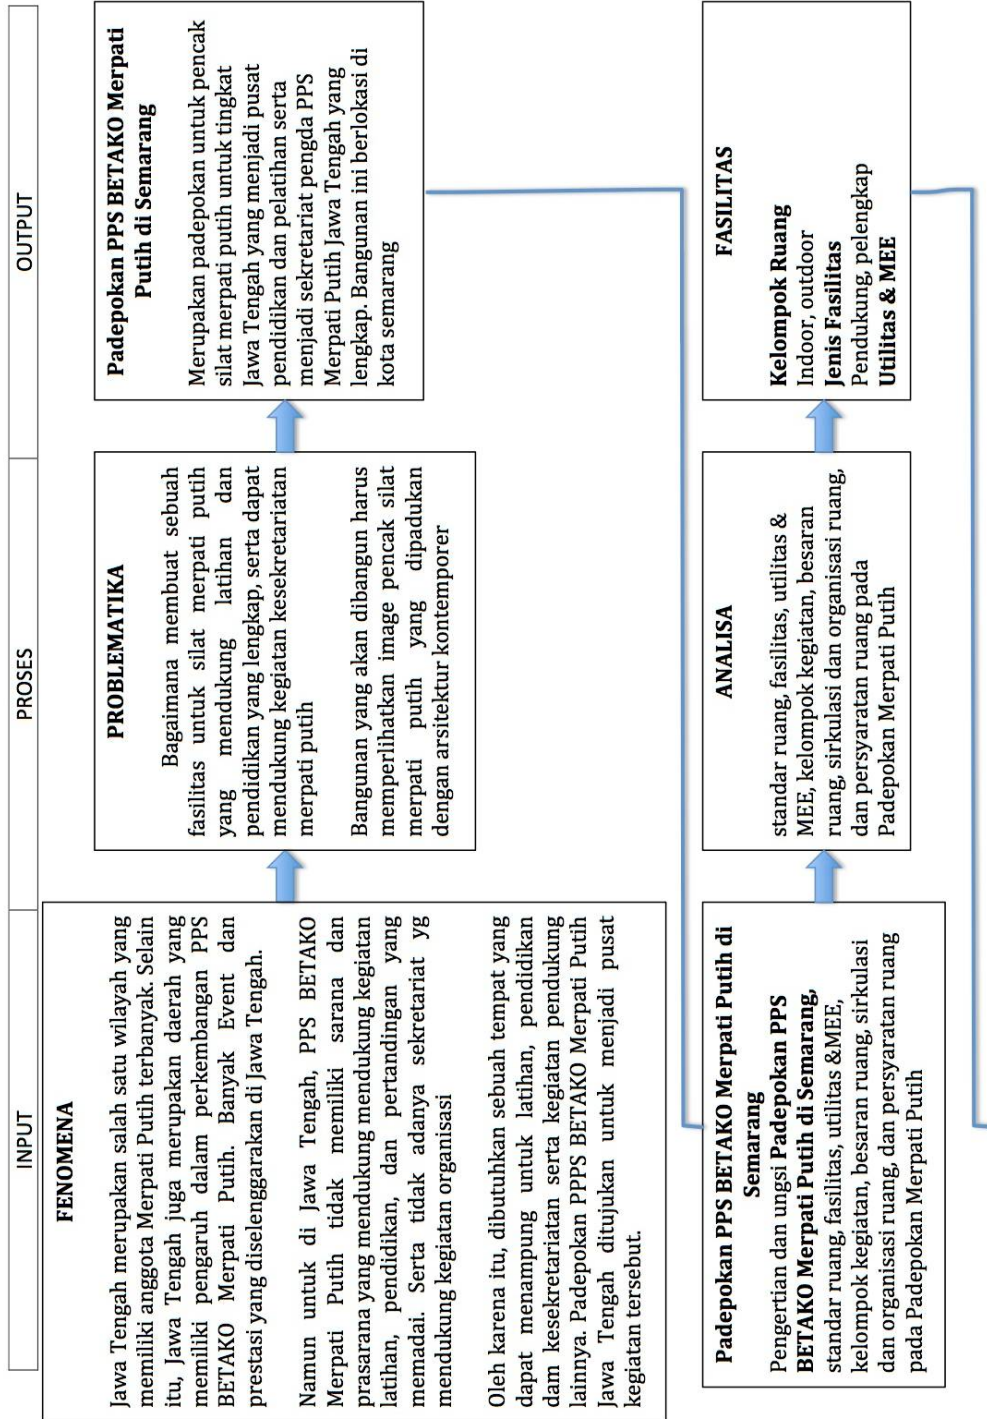 INPUT
PROSES
OUTPUT
FENOMENA
Jawa Tengah merupakan salah satu wilayah yang
memiliki anggota Merpati Putih terbanyak. Selain
itu, Jawa Tengah juga merupakan daerah yang
memiliki pengaruh dalam perkembangan PPS
BETAKO Merpati Putih. Banyak Event dan
prestasi yang diselenggarakan di Jawa Tengah.
Namun untuk di Jawa Tengah, PPS BETAKO
Merpati Putih tidak memiliki sarana dan
prasarana yang mendukung mendukung kegiatan
latihan, pendidikan, dan pertandingan yang
memadai. Serta tidak adanya sekretariat yg
mendukung kegiatan organisasi
Oleh karena itu, dibutuhkan sebuah tempat yang
dapat menampung untuk latihan, pendidikan
dam kesekretariatan serta kegiatan pendukung
lainnya. Padepokan PPPS BETAKO Merpati Putih
Jawa Tengah ditujukan untuk menjadi pusat
kegiatan tersebut.
PROBLEMATIKA
Bagaimana membuat sebuah
fasilitas untuk silat merpati putih
yang mendukung latihan dan
pendidikan yang lengkap, serta dapat
mendukung kegiatan kesekretariatan
merpati putih
Bangunan yang akan dibangun harus
memperlihatkan image pencak silat
merpati putih yang dipadukan
dengan arsitektur kontemporer
Padepokan PPS BETAKO Merpati
Putih di Semarang
Merupakan padepokan untuk pencak
silat merpati putih untuk tingkat
Jawa Tengah yang menjadi pusat
pendidikan dan pelatihan serta
menjadi sekretariat pengda PPS
Merpati Putih Jawa Tengah yang
lengkap. Bangunan ini berlokasi di
kota semarang
Padepokan PPS BETAKO Merpati Putih di
Semarang
Pengertian dan ungsi Padepokan PPS
BETAKO Merpati Putih di Semarang,
standar ruang, fasilitas, utilitas &MEE,
kelompok kegiatan, besaran ruang, sirkulasi
dan organisasi ruang, dan persyaratan ruang
pada Padepokan Merpati Putih
ANALISA
standar ruang, fasilitas, utilitas &
MEE, kelompok kegiatan, besaran
ruang, sirkulasi dan organisasi ruang,
dan persyaratan ruang pada
Padepokan Merpati Putih
FASILITAS
Kelompok Ruang
Indoor, outdoor
Jenis Fasilitas
Pendukung, pelengkap
Utilitas & MEE